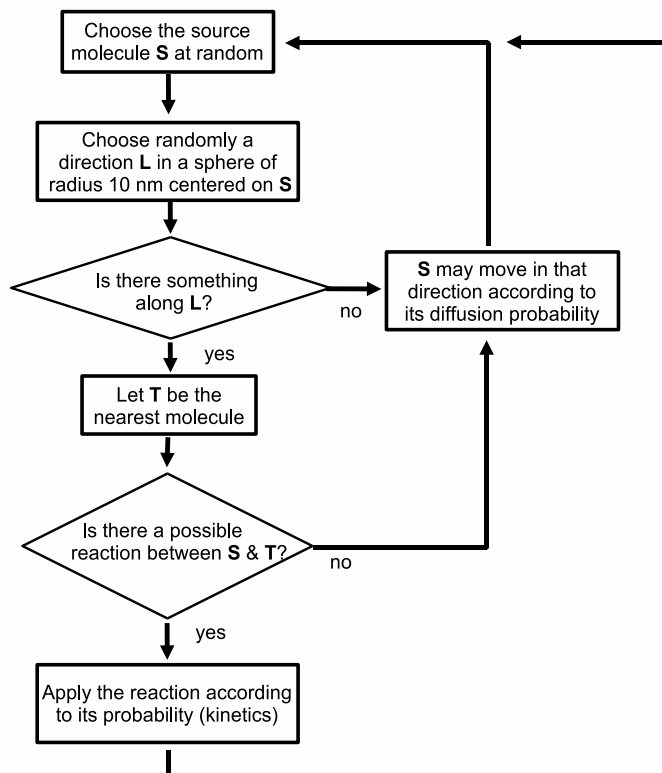 Choose the source
molecule S at random
Choose randomly a
direction L in a sphere of
radius 10 nm centered on S
Is there something
along L?
no
S may move in that
direction according to
its diffusion probability
yes
Let T be the
nearest molecule
Is there a possible
reaction between S & T?
no
yes
Apply the reaction according
to its probability (kinetics)